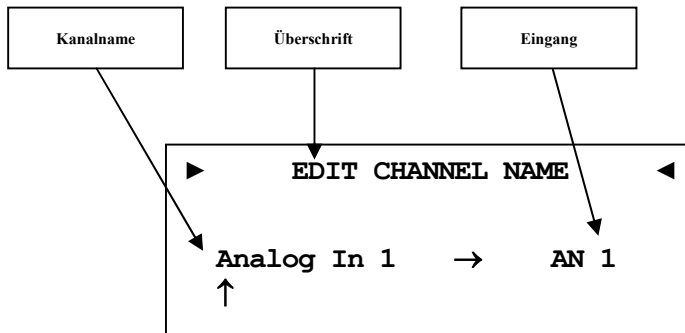 Kanalname Überschrift Eingang
► EDIT CHANNEL NAME ◄
Analog In 1 → AN 1
↑